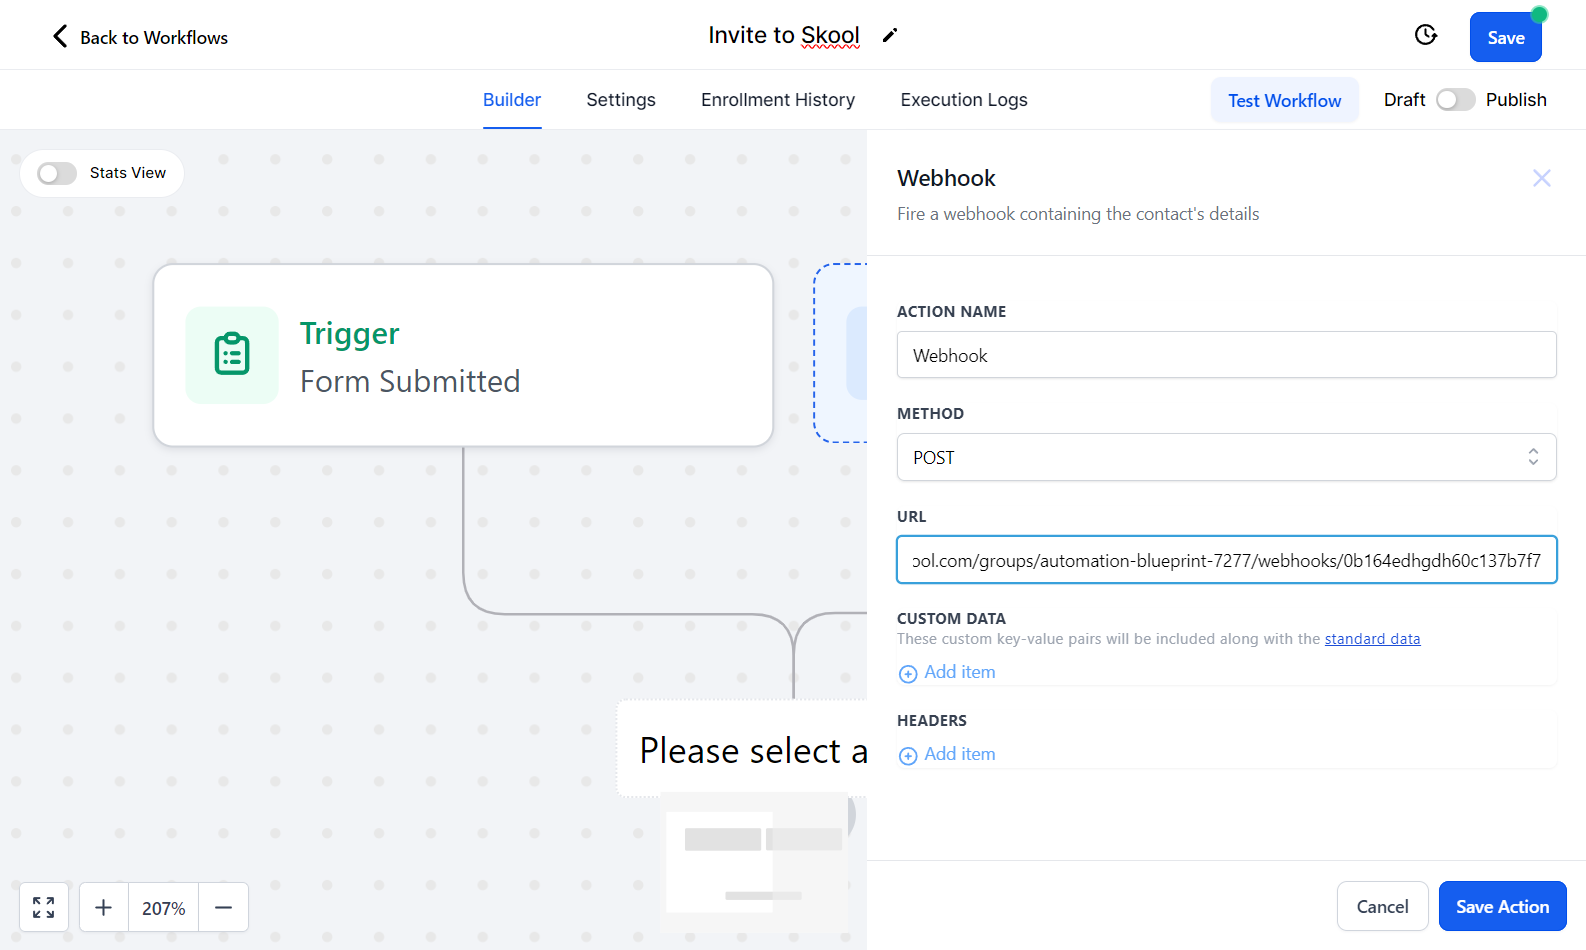 Back to Workflows
Invite to Skool
Save
Builder
Settings
Enrollment History
Execution Logs
Test Workflow
Draft
Publish
Stats View
Trigger
Form Submitted
Please select a
207%
Webhook
Fire a webhook containing the contact's details
ACTION NAME
Webhook
METHOD
POST
URL
ool.com/groups/automation-blueprint-7277/webhooks/0b164edhgdh60c137b7f7
CUSTOM DATA
These custom key-value pairs will be included along with the standard data
Add item
HEADERS
Add item
Cancel
Save Action